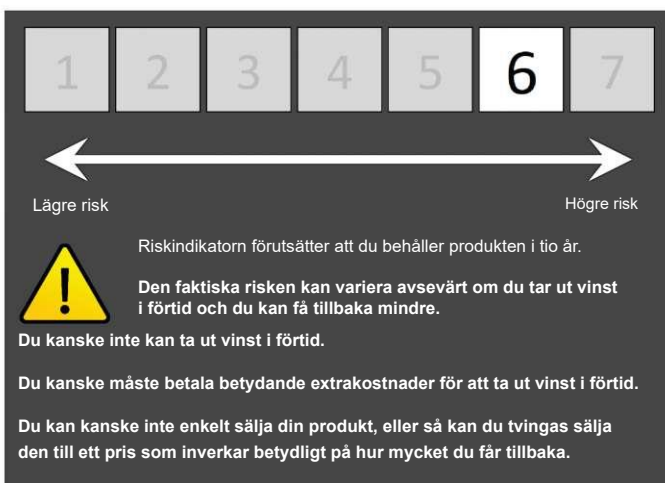 1 2 3 4 5 6 7
Lägre risk Högre risk
Riskindikatorn förutsätter att du behåller produkten i tio år.
Den faktiska risken kan variera avsevärt om du tar ut vinst
i förtid och du kan få tillbaka mindre.
Du kanske inte kan ta ut vinst i förtid.
Du kanske måste betala betydande extrakostnader för att ta ut vinst i förtid.
Du kan kanske inte enkelt sälja din produkt, eller så kan du tvingas sälja
den till ett pris som inverkar betydligt på hur mycket du får tillbaka.